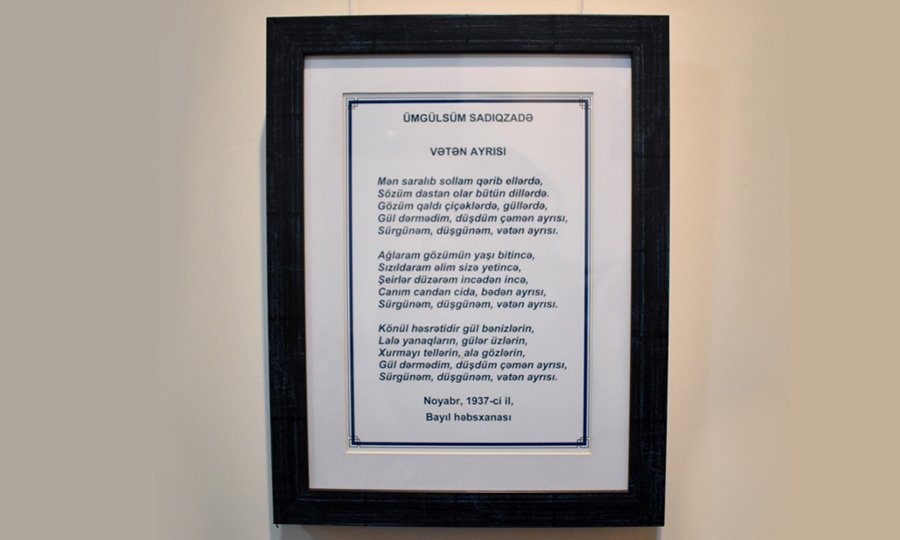 ÜMGÜLSÜM SADIQZADƏ
VƏTƏN AYRISI
Mən saralıb sollam qərib ellərdə,
Sözüm dastan olar bütün dillərdə.
Gözüm qaldı çiçəklərdə, güllərdə,
Gül dərmədim, düşdüm çəmən ayrısı,
Sürgünəm, düşgünəm, vətən ayrısı.
Ağlaram gözümün yaşı bitincə,
Sızıldaram əlim sizə yetincə,
Şeirlər düzərəm incədən incə,
Canım candan cida, bədən ayrısı,
Sürgünəm, düşgünəm, vətən ayrısı.
Könül həsrətidir gül bənizlərin,
Lalə yanaqların, gülər üzlərin,
Xurmayı tellərin, ala gözlərin,
Gül dərmədim, düşdüm çəmən ayrısı,
Sürgünəm, düşgünəm, vətən ayrısı.
Noyabr, 1937-ci il,
Bayıl həbsxanası